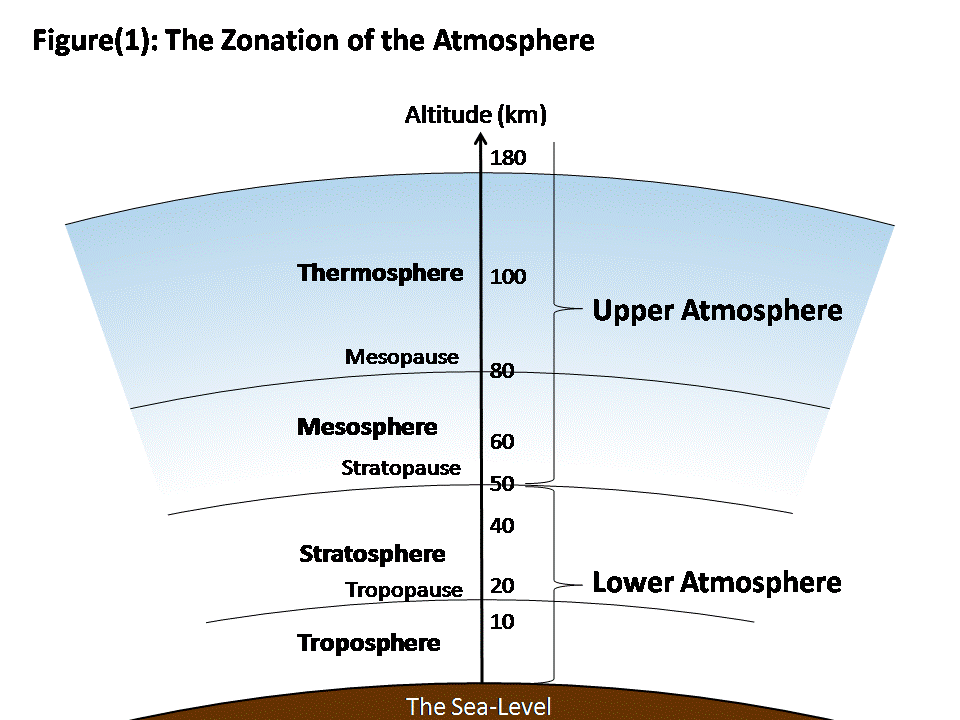 Figure(1): The Zonation of the Atmosphere
Altitude (km)
180
Thermosphere
100
Upper Atmosphere
Mesopause
80
Mesosphere
60
Stratopause
50
40
Stratosphere
Lower Atmosphere
Tropopause
20
10
Troposphere
The Sea-Level